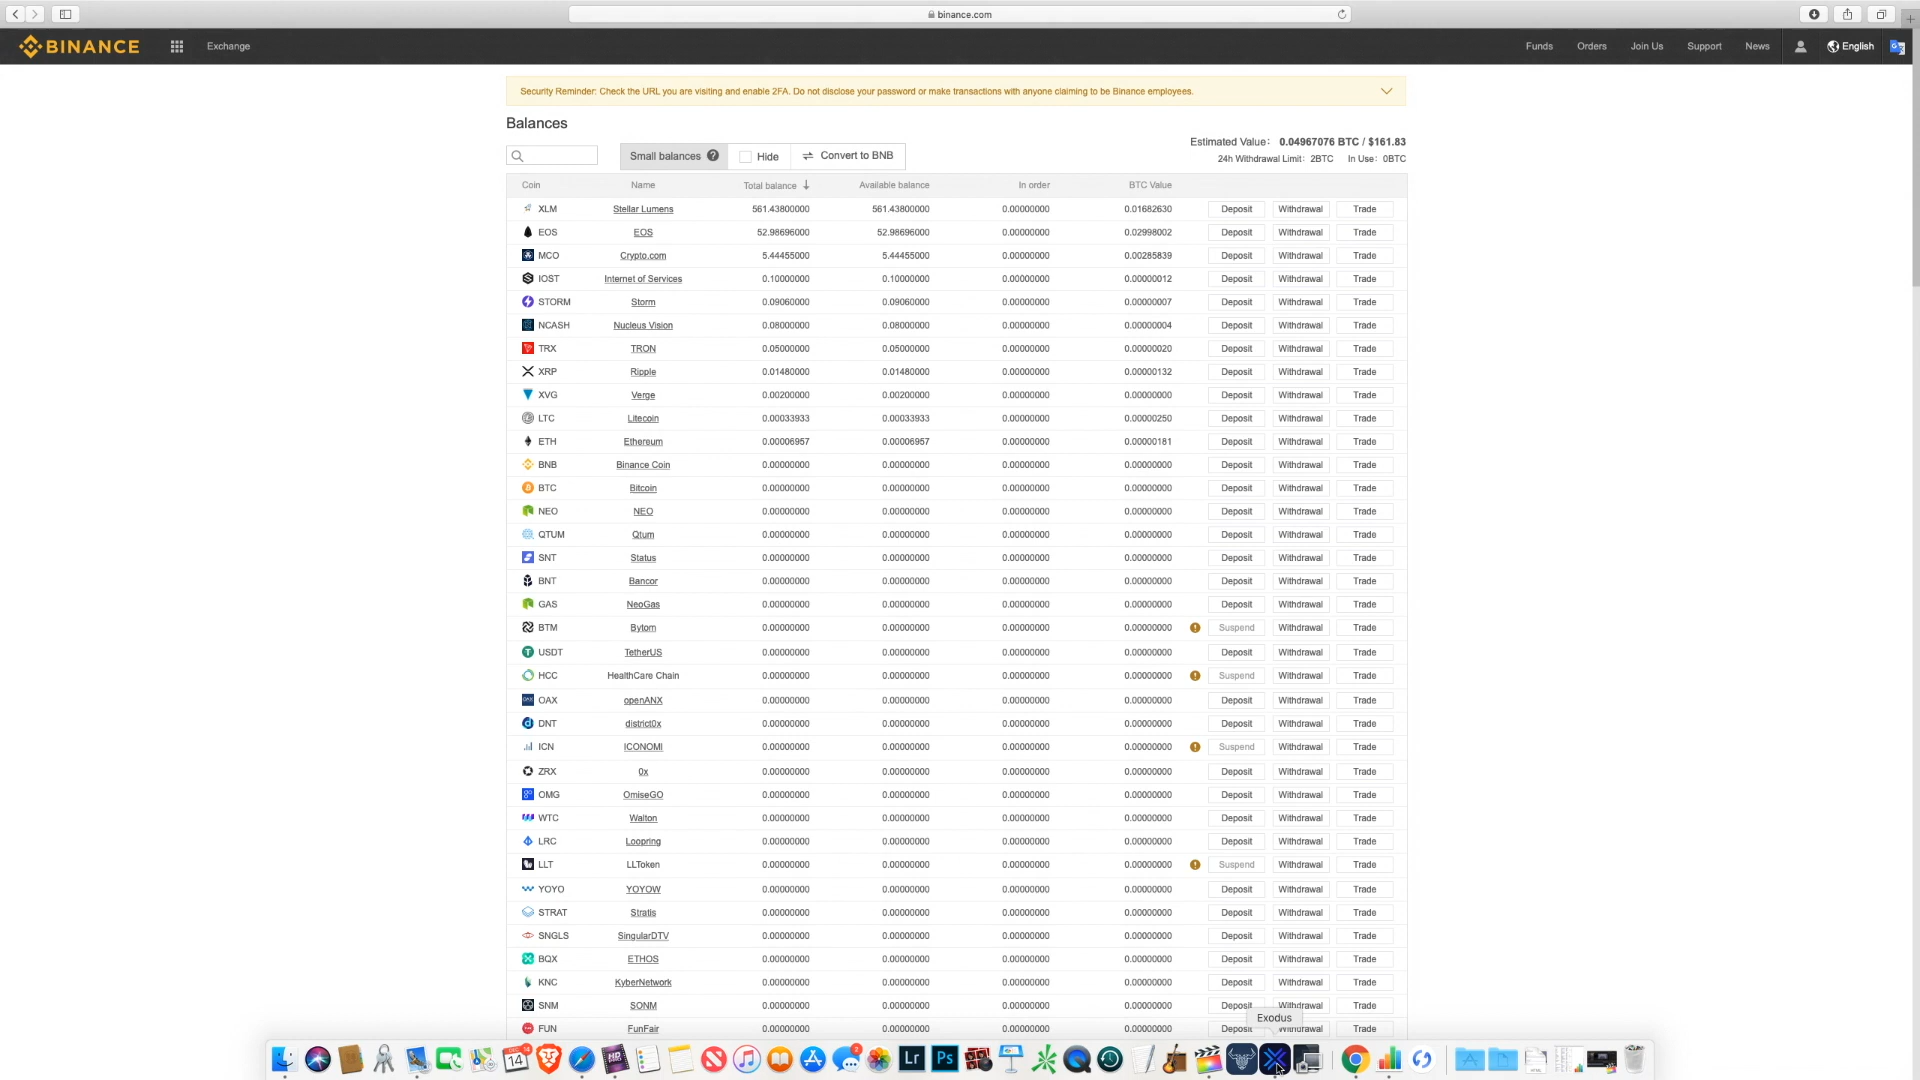 binance.com
BINANCE Exchange Funds Orders Join Us Support News English
Security Reminder: Check the URL you are visiting and enable 2FA. Do not disclose your password or make transactions with anyone claiming to be Binance employees.
Balances
Estimated Value: 0.04967076 BTC / $161.83
Small balances ? Hide Convert to BNB
24h Withdrawal Limit: 2BTC In Use: 0BTC
Coin Name Total balance Available balance In order BTC Value
XLM Stellar Lumens 561.43800000 561.43800000 0.00000000 0.01682630 Deposit Withdrawal Trade
EOS EOS 52.98696000 52.98696000 0.00000000 0.02998002 Deposit Withdrawal Trade
MCO Crypto.com 5.44455000 5.44455000 0.00000000 0.00285839 Deposit Withdrawal Trade
IOST Internet of Services 0.10000000 0.10000000 0.00000000 0.00000012 Deposit Withdrawal Trade
STORM Storm 0.09060000 0.09060000 0.00000000 0.00000007 Deposit Withdrawal Trade
NCASH Nucleus Vision 0.08000000 0.08000000 0.00000000 0.00000004 Deposit Withdrawal Trade
TRX TRON 0.05000000 0.05000000 0.00000000 0.00000020 Deposit Withdrawal Trade
XRP Ripple 0.01480000 0.01480000 0.00000000 0.00000132 Deposit Withdrawal Trade
XVG Verge 0.00200000 0.00200000 0.00000000 0.00000000 Deposit Withdrawal Trade
LTC Litecoin 0.00033933 0.00033933 0.00000000 0.00000250 Deposit Withdrawal Trade
ETH Ethereum 0.00006957 0.00006957 0.00000000 0.00000181 Deposit Withdrawal Trade
BNB Binance Coin 0.00000000 0.00000000 0.00000000 0.00000000 Deposit Withdrawal Trade
BTC Bitcoin 0.00000000 0.00000000 0.00000000 0.00000000 Deposit Withdrawal Trade
NEO NEO 0.00000000 0.00000000 0.00000000 0.00000000 Deposit Withdrawal Trade
QTUM Qtum 0.00000000 0.00000000 0.00000000 0.00000000 Deposit Withdrawal Trade
SNT Status 0.00000000 0.00000000 0.00000000 0.00000000 Deposit Withdrawal Trade
BNT Bancor 0.00000000 0.00000000 0.00000000 0.00000000 Deposit Withdrawal Trade
GAS NeoGas 0.00000000 0.00000000 0.00000000 0.00000000 Deposit Withdrawal Trade
BTM Bytom 0.00000000 0.00000000 0.00000000 0.00000000 Suspend Withdrawal Trade
USDT TetherUS 0.00000000 0.00000000 0.00000000 0.00000000 Deposit Withdrawal Trade
HCC HealthCare Chain 0.00000000 0.00000000 0.00000000 0.00000000 Suspend Withdrawal Trade
OAX openANX 0.00000000 0.00000000 0.00000000 0.00000000 Deposit Withdrawal Trade
DNT district0x 0.00000000 0.00000000 0.00000000 0.00000000 Deposit Withdrawal Trade
ICN ICONOMI 0.00000000 0.00000000 0.00000000 0.00000000 Suspend Withdrawal Trade
ZRX 0x 0.00000000 0.00000000 0.00000000 0.00000000 Deposit Withdrawal Trade
OMG OmiseGO 0.00000000 0.00000000 0.00000000 0.00000000 Deposit Withdrawal Trade
WTC Walton 0.00000000 0.00000000 0.00000000 0.00000000 Deposit Withdrawal Trade
LRC Loopring 0.00000000 0.00000000 0.00000000 0.00000000 Deposit Withdrawal Trade
LLT LLToken 0.00000000 0.00000000 0.00000000 0.00000000 Suspend Withdrawal Trade
YOYO YOYOW 0.00000000 0.00000000 0.00000000 0.00000000 Deposit Withdrawal Trade
STRAT Stratis 0.00000000 0.00000000 0.00000000 0.00000000 Deposit Withdrawal Trade
SNGLS SingularDTV 0.00000000 0.00000000 0.00000000 0.00000000 Deposit Withdrawal Trade
BQX ETHOS 0.00000000 0.00000000 0.00000000 0.00000000 Deposit Withdrawal Trade
KNC KyberNetwork 0.00000000 0.00000000 0.00000000 0.00000000 Deposit Withdrawal Trade
SNM SONM 0.00000000 0.00000000 0.00000000 0.00000000 Deposit Withdrawal Trade
Exodus
FUN FunFair 0.00000000 0.00000000 0.00000000 0.00000000 Deposit Withdrawal Trade
DEC 14 Lr Ps